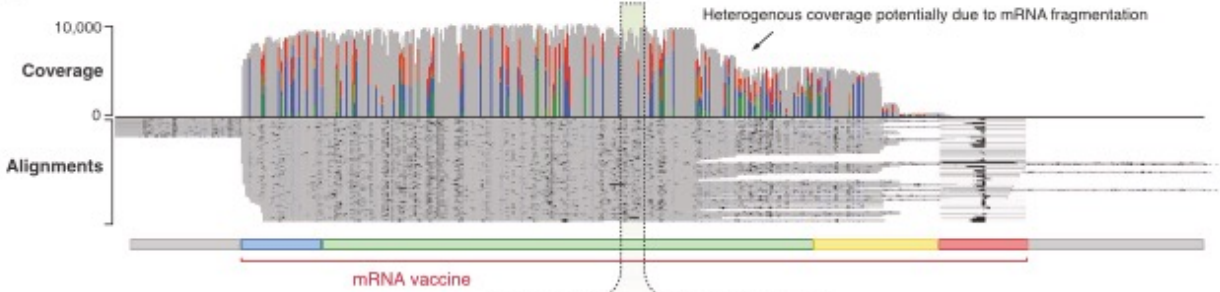 Heterogenous coverage potentially due to mRNA fragmentation
10,000
Coverage
0
Alignments
mRNA vaccine